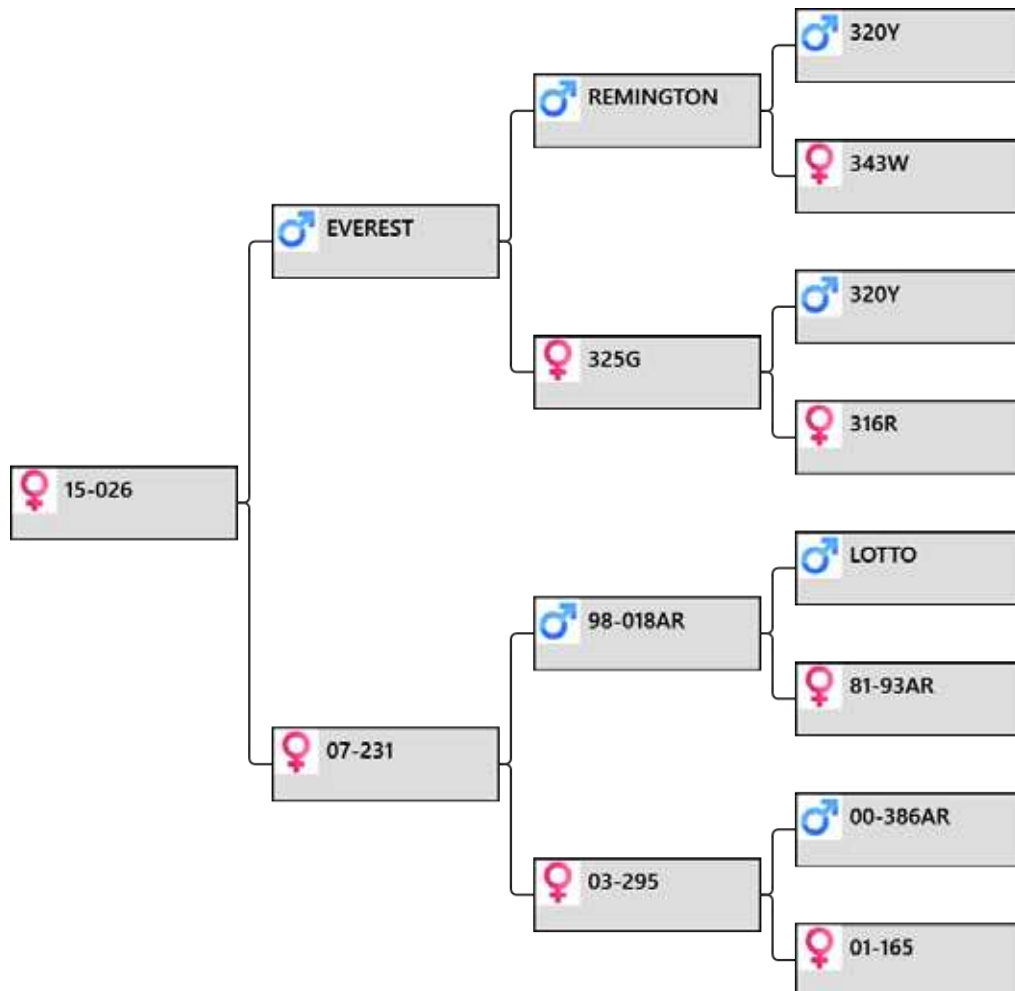 320Y
REMINGTON
343W
EVEREST
320Y
325G
316R
15-026
LOTTO
98-018AR
81-93AR
07-231
00-386AR
03-295
01-165